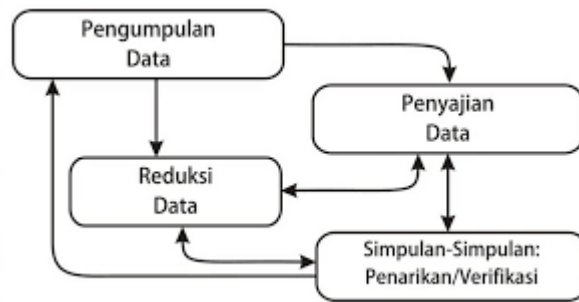 Pengumpulan
Data
Penyajian
Data
Reduksi
Data
Simpulan-Simpulan:
Penarikan/Verifikasi